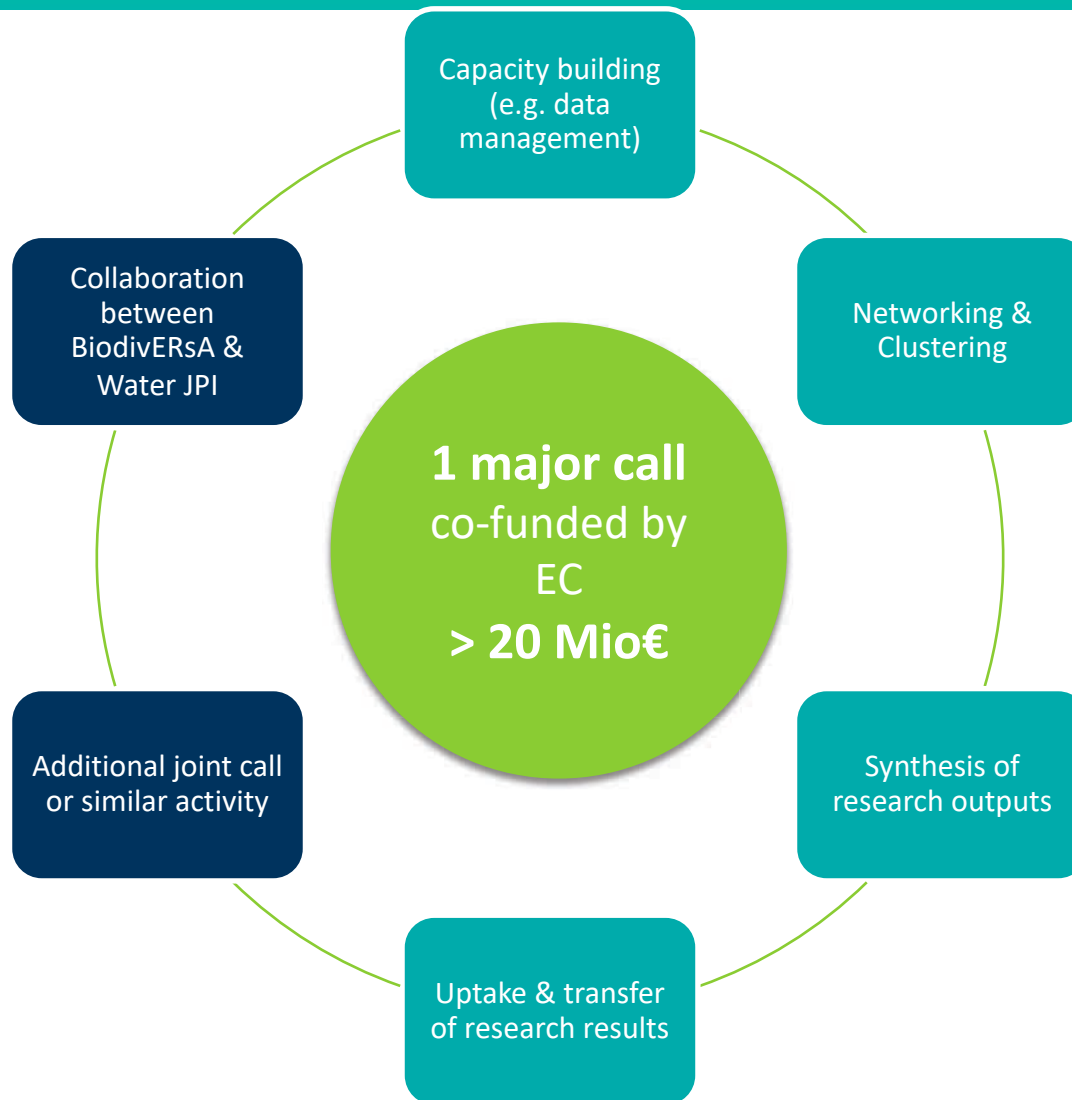 Capacity building
(e.g. data
management)
Collaboration
between
BiodivERsA &
Water JPI
Networking &
Clustering
1 major call
co-funded by
EC
> 20 Mio€
Additional joint call
or similar activity
Synthesis of
research outputs
Uptake & transfer
of research results